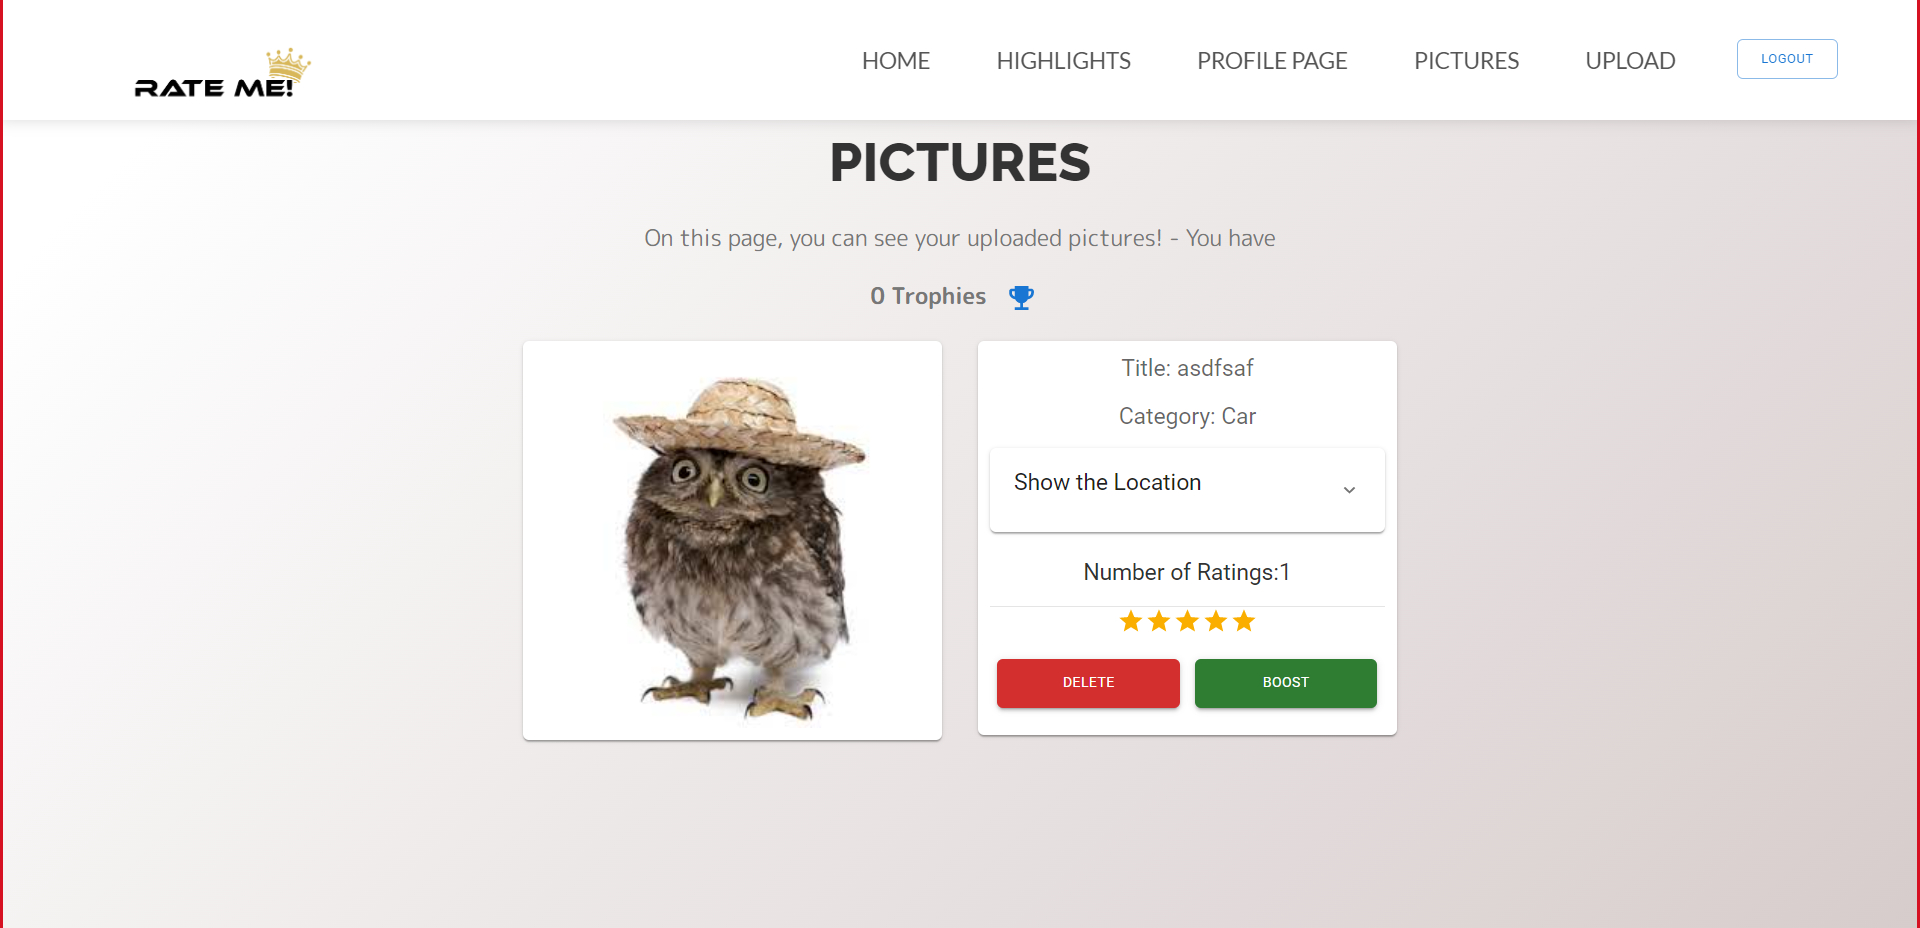 RATE ME!
HOME HIGHLIGHTS PROFILE PAGE PICTURES UPLOAD LOGOUT
PICTURES
On this page, you can see your uploaded pictures! - You have
0 Trophies
Title: asdfsaf
Category: Car
Show the Location
Number of Ratings:1
DELETE BOOST